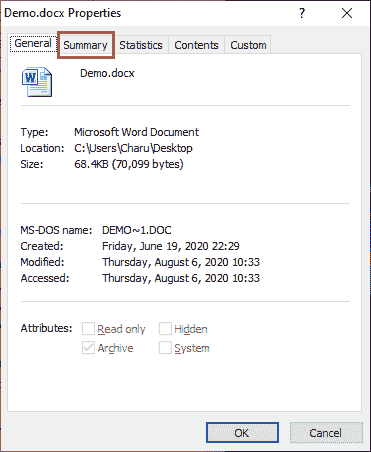 Demo.docx Properties
General Summary Statistics Contents Custom
Demo.docx
Type: Microsoft Word Document
Location: C:\Users\Charu\Desktop
Size: 68.4KB (70,099 bytes)
MS-DOS name: DEMO~1.DOC
Created: Friday, June 19, 2020 22:29
Modified: Thursday, August 6, 2020 10:33
Accessed: Thursday, August 6, 2020 10:33
Attributes: Read only Hidden
Archive System
OK Cancel